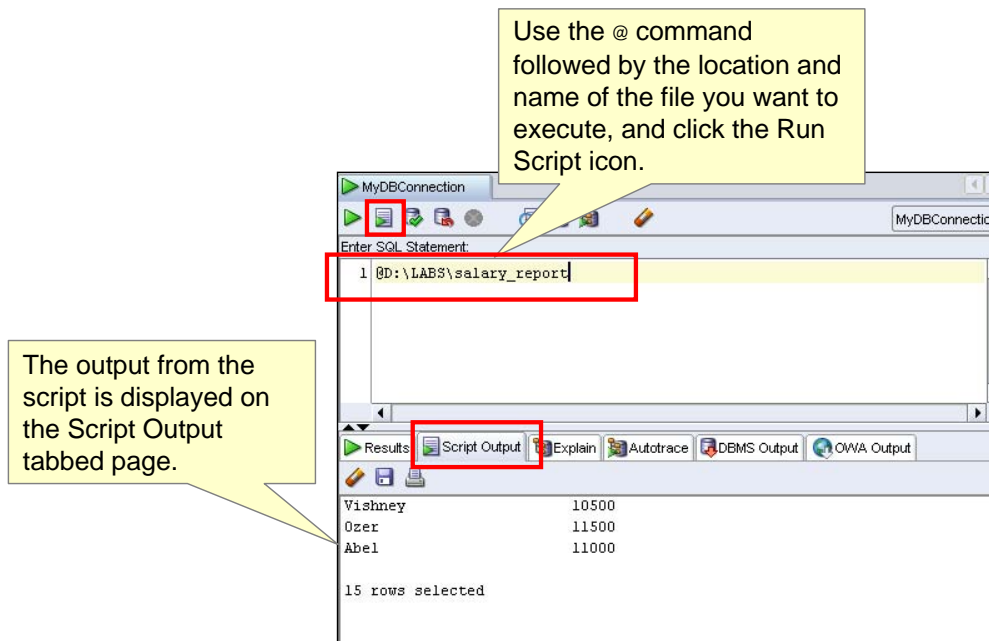 Use the @ command
followed by the location and
name of the file you want to
execute, and click the Run
Script icon.
MyDBConnection
MyDBConnectio
Enter SQL Statement:
1 @D:\LABS\salary_report
The output from the
script is displayed on
the Script Output
tabbed page.
Results Script Output Explain Autotrace DBMS Output OWA Output
Vishney 10500
Ozer 11500
Abel 11000
15 rows selected